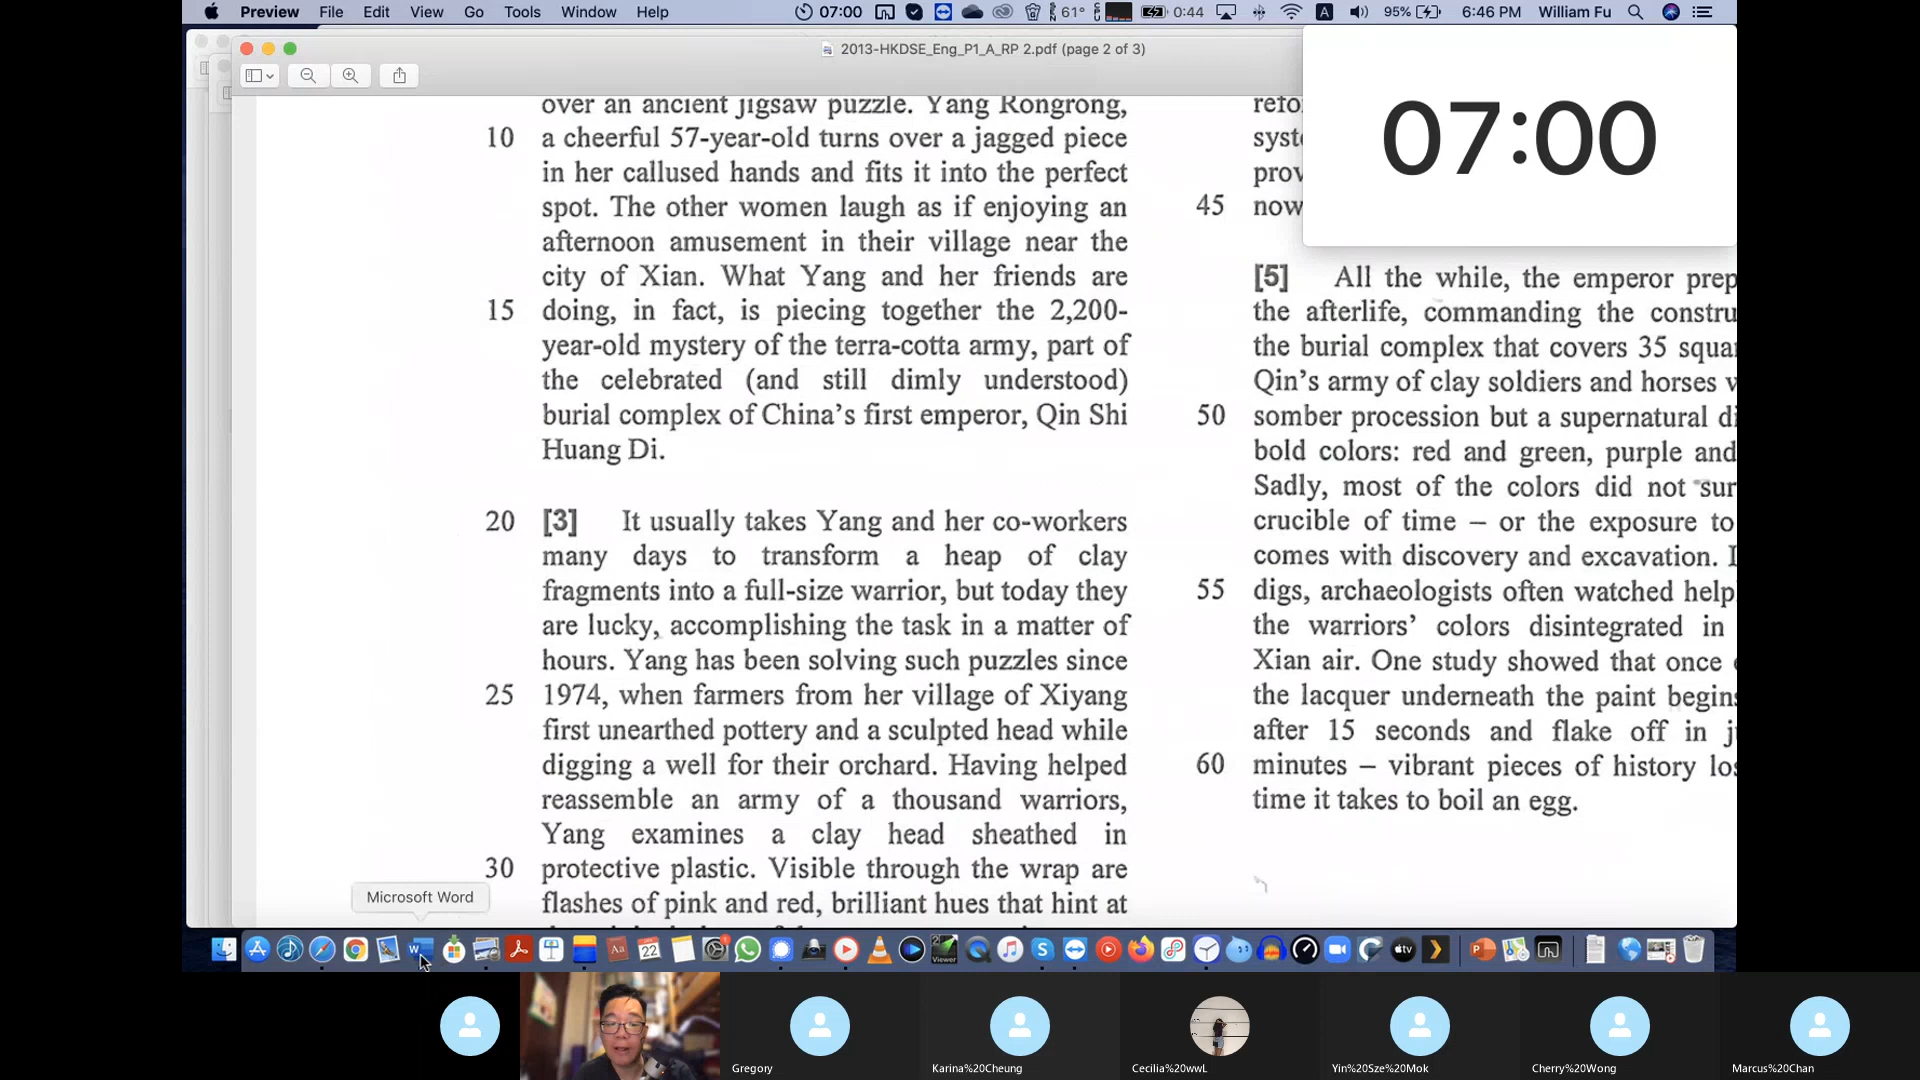 Preview File Edit View Go Tools Window Help 07:00 61° 0:44 A 95% 6:46 PM William Fu
2013-HKDSE_Eng_P1_A_RP 2.pdf (page 2 of 3)
07:00
over an ancient jigsaw puzzle. Yang Rongrong,
10 a cheerful 57-year-old turns over a jagged piece
in her callused hands and fits it into the perfect
spot. The other women laugh as if enjoying an
afternoon amusement in their village near the
city of Xian. What Yang and her friends are
15 doing, in fact, is piecing together the 2,200-
year-old mystery of the terra-cotta army, part of
the celebrated (and still dimly understood)
burial complex of China's first emperor, Qin Shi
Huang Di.
20 [3] It usually takes Yang and her co-workers
many days to transform a heap of clay
fragments into a full-size warrior, but today they
are lucky, accomplishing the task in a matter of
hours. Yang has been solving such puzzles since
25 1974, when farmers from her village of Xiyang
first unearthed pottery and a sculpted head while
digging a well for their orchard. Having helped
reassemble an army of a thousand warriors,
Yang examines a clay head sheathed in
30 protective plastic. Visible through the wrap are
flashes of pink and red, brilliant hues that hint at
refo
syst
prov
45 now
[5] All the while, the emperor prep
the afterlife, commanding the constru
the burial complex that covers 35 squa
Qin's army of clay soldiers and horses
50 somber procession but a supernatural di
bold colors: red and green, purple and
Sadly, most of the colors did not sur
crucible of time – or the exposure to
comes with discovery and excavation.
55 digs, archaeologists often watched help
the warriors' colors disintegrated in
Xian air. One study showed that once
the lacquer underneath the paint begins
after 15 seconds and flake off in j
60 minutes – vibrant pieces of history los
time it takes to boil an egg.
Microsoft Word
Gregory
Karina%20Cheung
Cecilia%20wwL
Yin%20Sze%20Mok
Cherry%20Wong
Marcus%20Chan